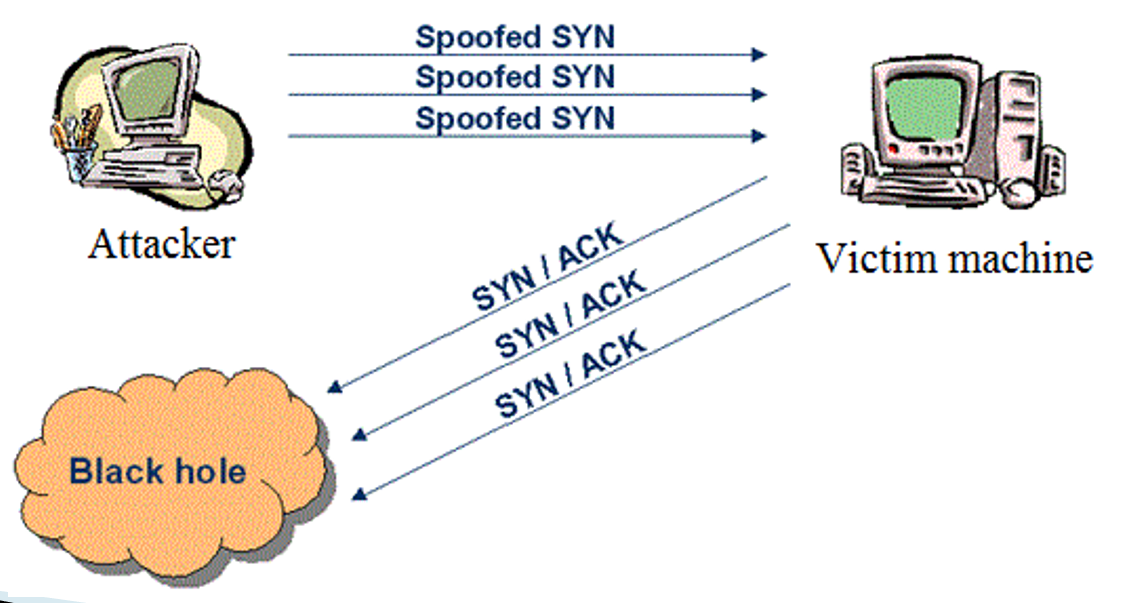 Spoofed SYN
Spoofed SYN
Spoofed SYN
Attacker
Victim machine
SYN / ACK
SYN / ACK
SYN / ACK
Black hole